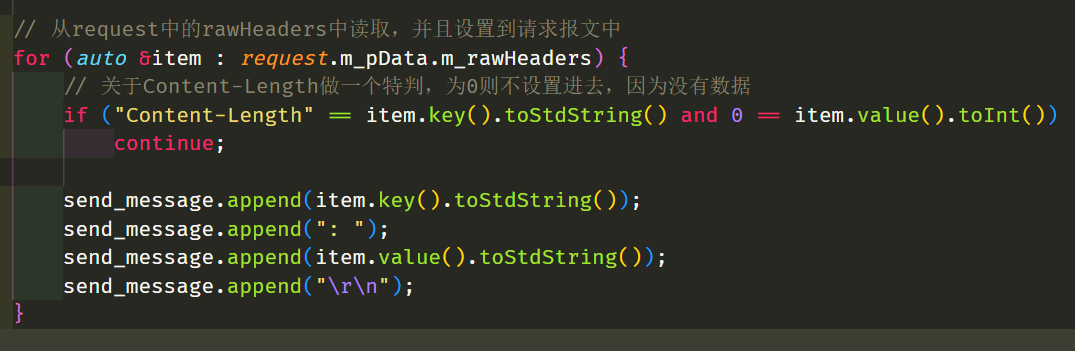 // 从request中的rawHeaders中读取，并且设置到请求报文中
for (auto &item : request.m_pData.m_rawHeaders) {
// 关于Content-Length做一个特判，为0则不设置进去，因为没有数据
if ("Content-Length" == item.key().toStdString() and 0 == item.value().toInt())
continue;
send_message.append(item.key().toStdString());
send_message.append(": ");
send_message.append(item.value().toStdString());
send_message.append("\r\n");
}